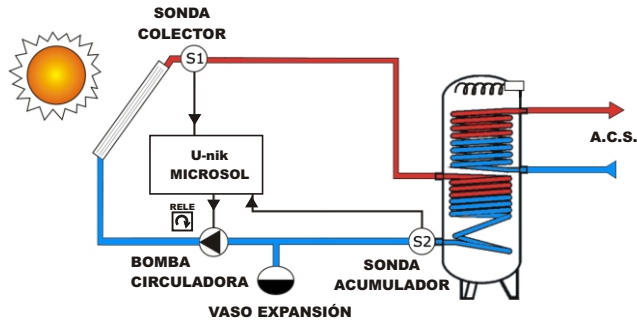 SONDA
COLECTOR
S1
U-nik
MICROSOL
A.C.S.
RELE
S2
BOMBA
CIRCULADORA
SONDA
ACUMULADOR
VASO EXPANSIÓN